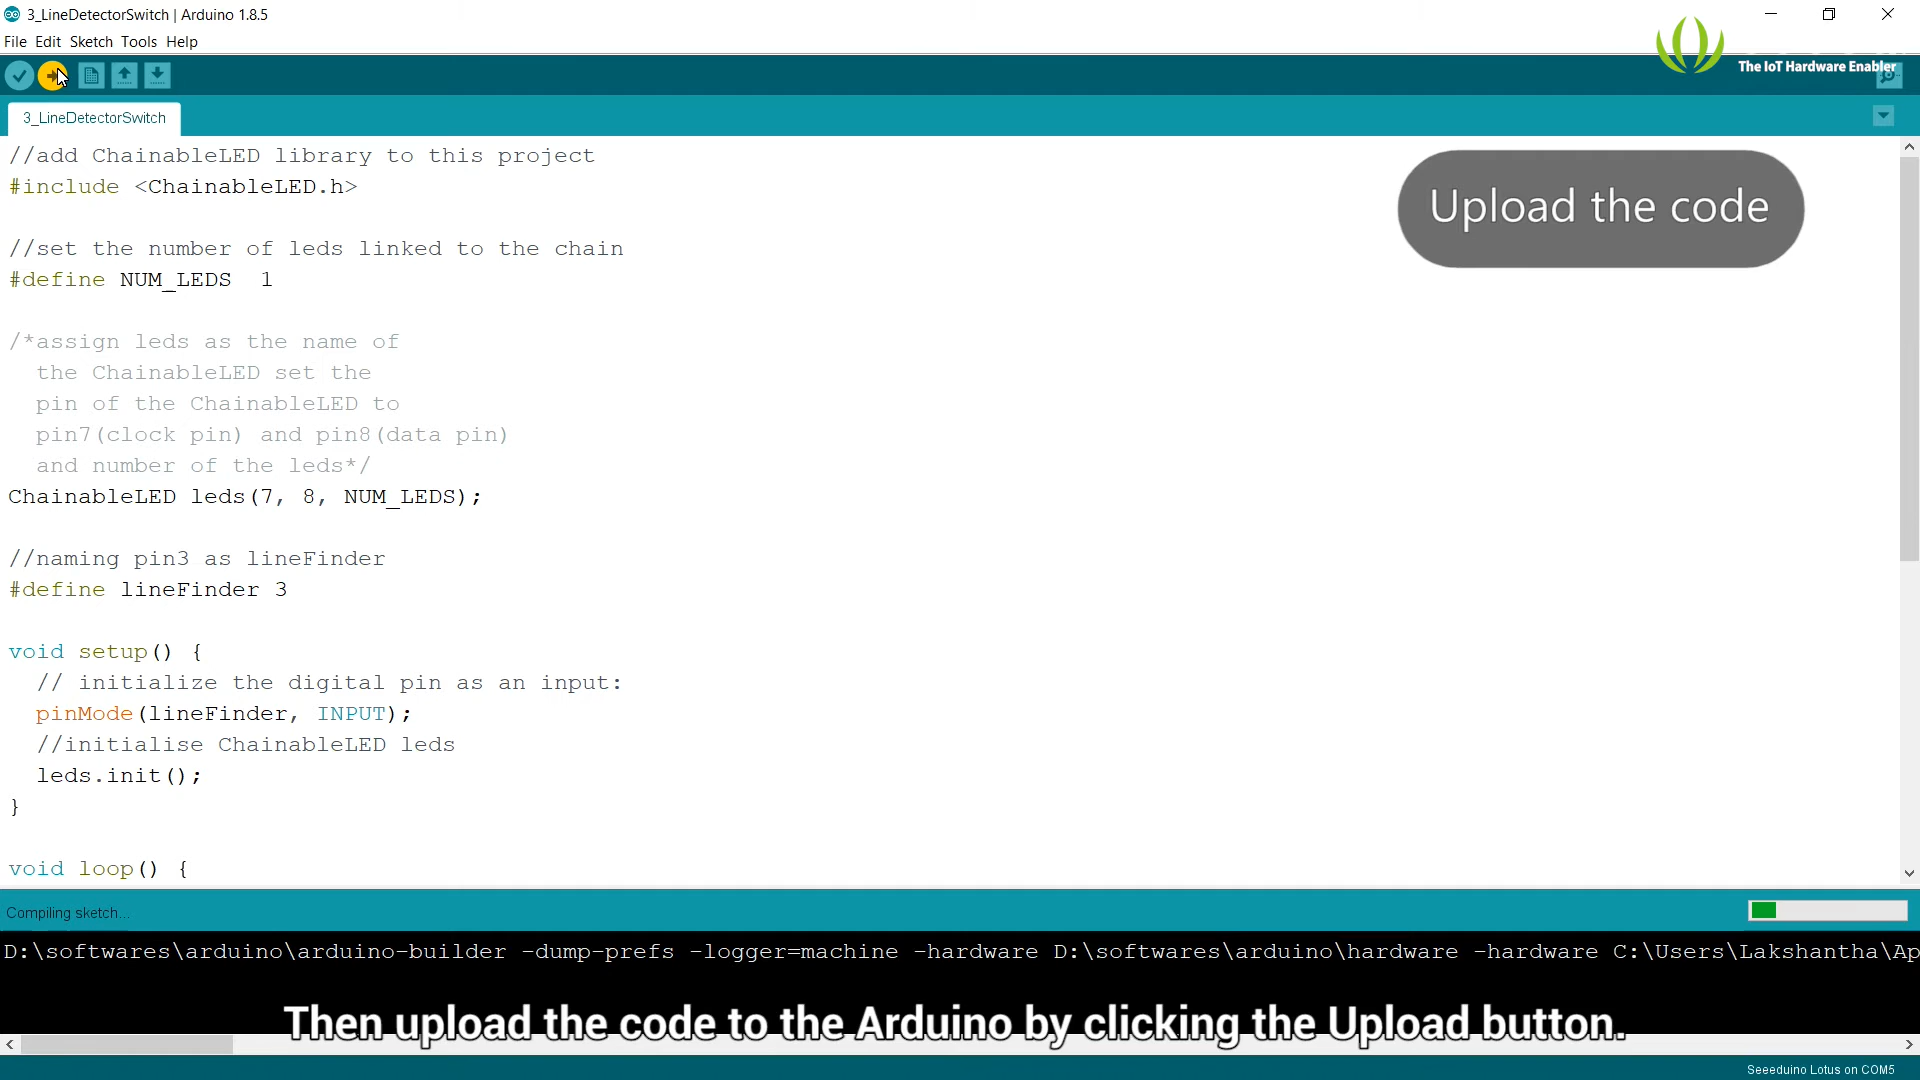 3_LineDetectorSwitch | Arduino 1.8.5
File Edit Sketch Tools Help
The IoT Hardware Enabler
3_LineDetectorSwitch
//add ChainableLED library to this project
#include <ChainableLED.h>
Upload the code
//set the number of leds linked to the chain
#define NUM_LEDS  1
/*assign leds as the name of
  the ChainableLED set the
  pin of the ChainableLED to
  pin7(clock pin) and pin8(data pin)
  and number of the leds*/
ChainableLED leds(7, 8, NUM_LEDS);
//naming pin3 as lineFinder
#define lineFinder 3
void setup() {
  // initialize the digital pin as an input:
  pinMode(lineFinder, INPUT);
  //initialise ChainableLED leds
  leds.init();
}
void loop() {
Compiling sketch...
D:\softwares\arduino\arduino-builder -dump-prefs -logger=machine -hardware D:\softwares\arduino\hardware -hardware C:\Users\Lakshantha\Ap
Then upload the code to the Arduino by clicking the Upload button.
Seeeduino Lotus on COM5